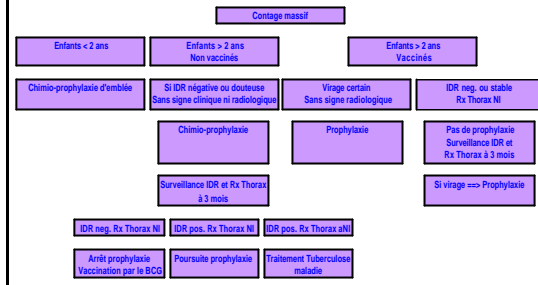 Contage massif
Enfants < 2 ans
Enfants > 2 ans
Non vaccinés
Enfants > 2 ans
Vaccinés
Chimio-prophylaxie d'emblée
Si IDR négative ou douteuse
Sans signe clinique ni radiologique
Virage certain
Sans signe radiologique
IDR neg. ou stable
Rx Thorax Nl
Chimio-prophylaxie
Prophylaxie
Pas de prophylaxie
Surveillance IDR et
Rx Thorax à 3 mois
Surveillance IDR et Rx Thorax
à 3 mois
Si virage ==> Prophylaxie
IDR neg. Rx Thorax Nl
IDR pos. Rx Thorax Nl
IDR pos. Rx Thorax aNl
Arrêt prophylaxie
Vaccination par le BCG
Poursuite prophylaxie
Traitement Tuberculose
maladie